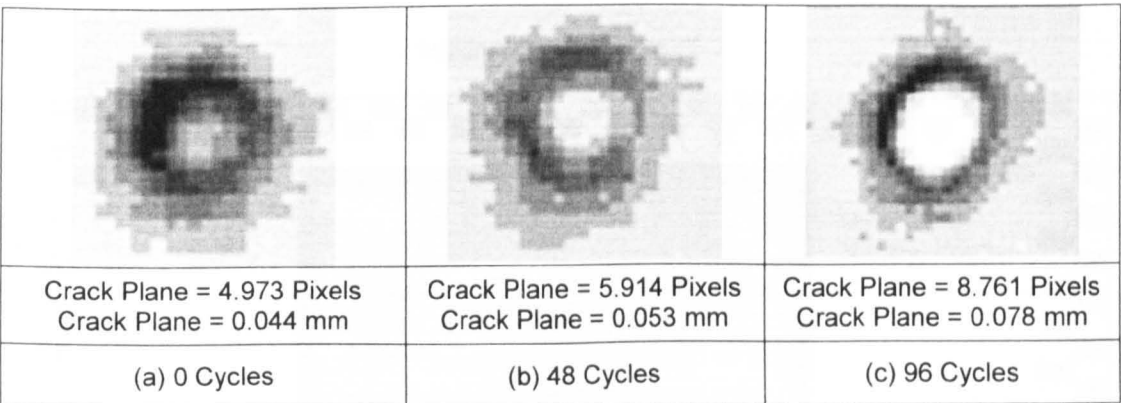 Crack Plane = 4.973 Pixels
Crack Plane = 0.044 mm
Crack Plane = 5.914 Pixels
Crack Plane = 0.053 mm
Crack Plane = 8.761 Pixels
Crack Plane = 0.078 mm
(a) 0 Cycles
(b) 48 Cycles
(c) 96 Cycles